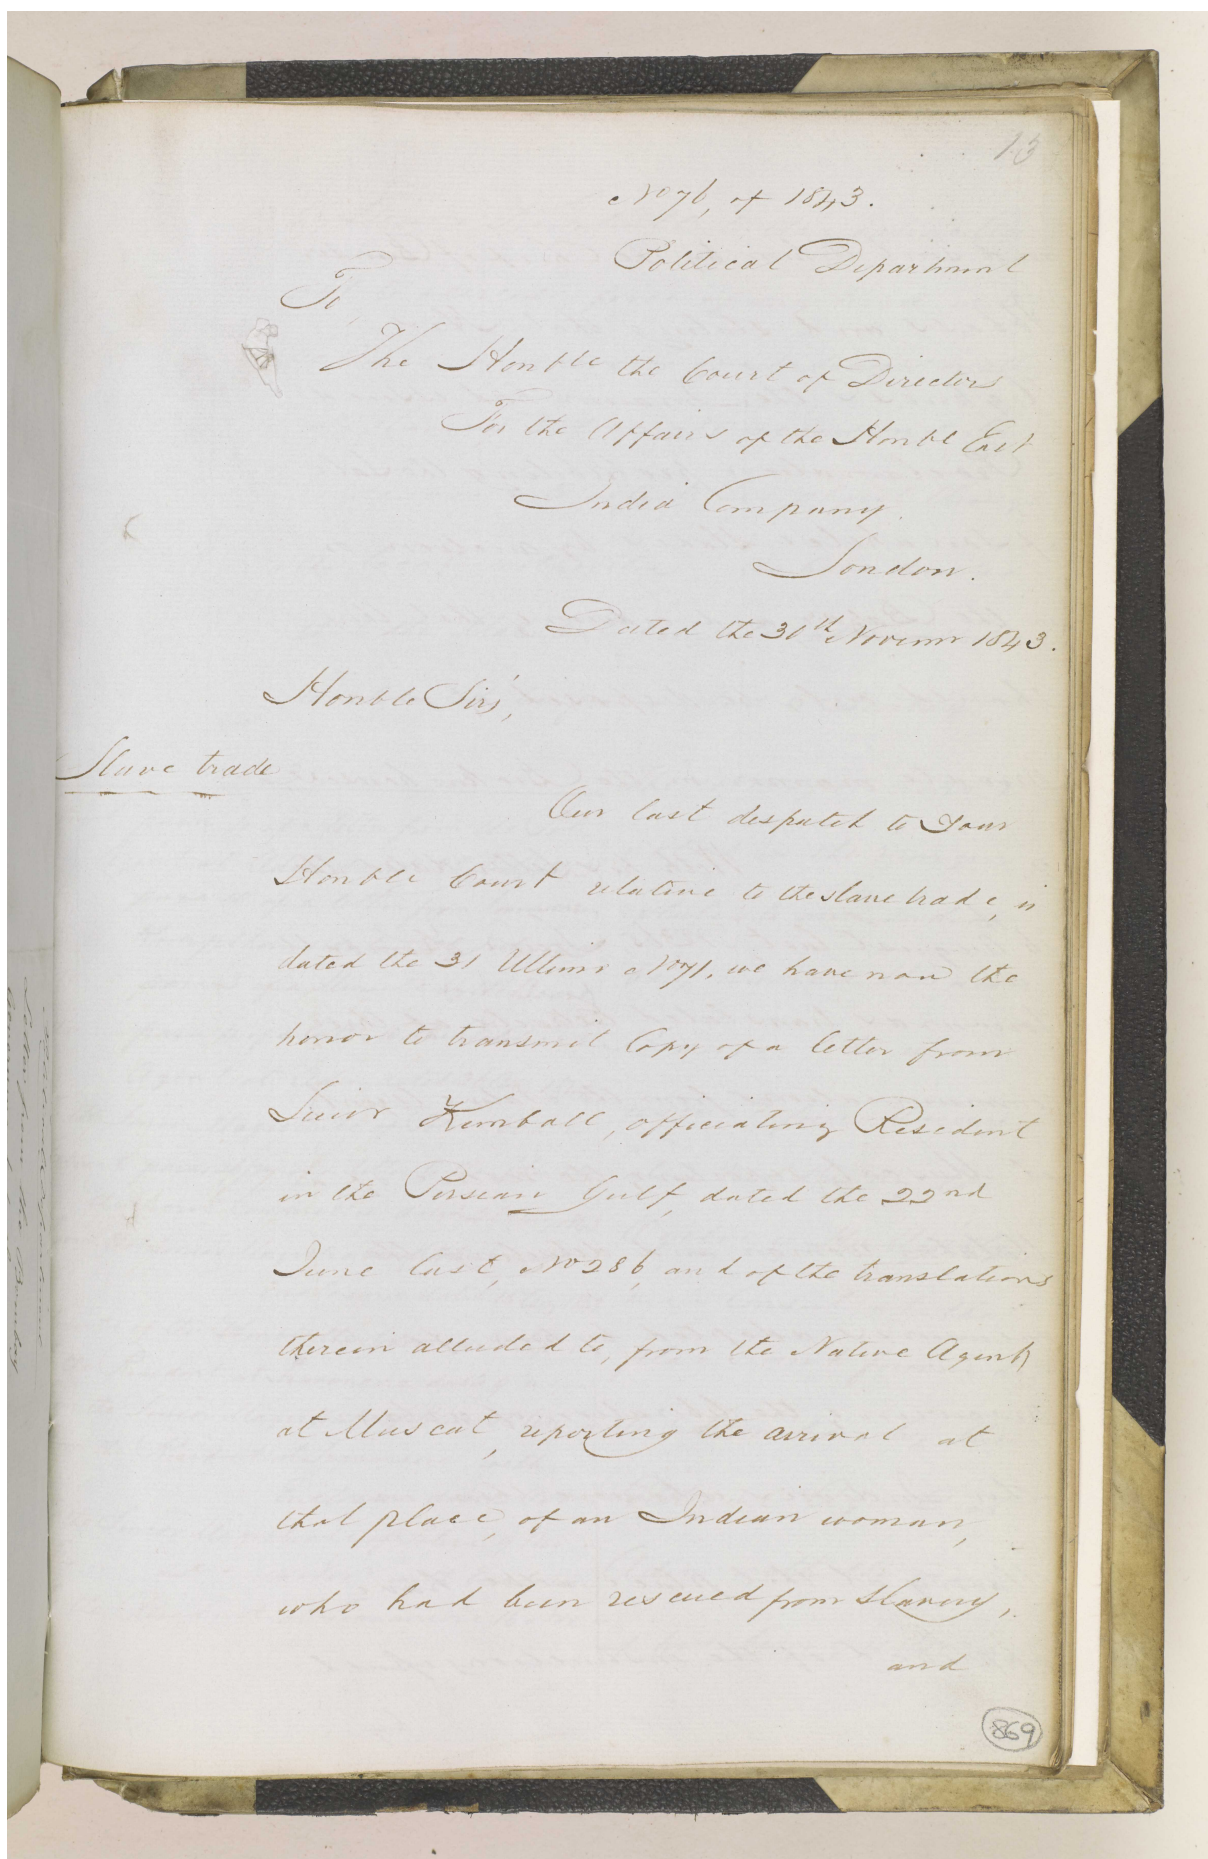 13
No 76, of 1843.
Political Department
To,
The Honble the Court of Directors
For the Affairs of the Honble East
India Company.
London.
Dated the 30th Novemr 1843.
Honble Sirs,
Slave trade
Our last despatch to Your
Honble Court relative to the slave trade, is
dated the 31 Ultimo No 71, we have now the
honor to transmit Copy of a letter from
Lieut Kemball, officiating Resident
in the Persian Gulf, dated the 22nd
June last, No 286, and of the translations
therein alluded to, from the Native Agent,
at Muscat, reporting the arrival at
that place, of an Indian woman,
who had been rescued from slavery,
and
869